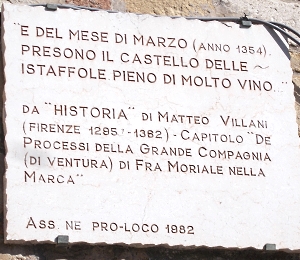 "E DEL MESE DI MARZO (ANNO 1354)
PRESONO IL CASTELLO DELLE ~
ISTAFFOLE PIENO DI MOLTO VINO..."
DA "HISTORIA" DI MATTEO VILLANI
(FIRENZE 1285/-1362) - CAPITOLO "DE
PROCESSI DELLA GRANDE COMPAGNIA
(DI VENTURA) DI FRA MORIALE NELLA
MARCA"
ASS. NE PRO-LOCO 1982